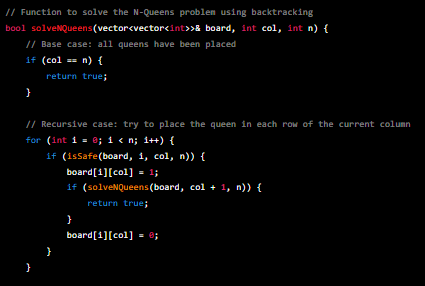 // Function to solve the N-Queens problem using backtracking
bool solveNQueens(vector<vector<int>>& board, int col, int n) {
    // Base case: all queens have been placed
    if (col == n) {
        return true;
    }

    // Recursive case: try to place the queen in each row of the current column
    for (int i = 0; i < n; i++) {
        if (isSafe(board, i, col, n)) {
            board[i][col] = 1;
            if (solveNQueens(board, col + 1, n)) {
                return true;
            }
            board[i][col] = 0;
        }
    }